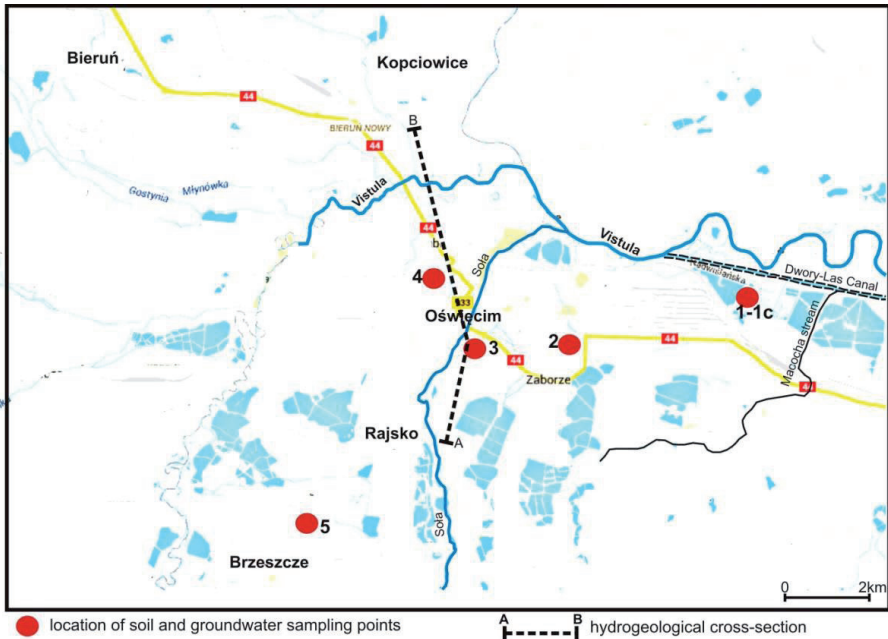 Bieruń
Kopciowice
44
B
BIERUŃ NOWY
44
Gostynia
Młynówka
Vistula
44
b
Soła
Vistula
4
933
Oświęcim
Dwory-Las Canal
1-1c
Macocha stream
3
2
44
44
Zaborze
44
Rajsko
A
Soła
5
Brzeszcze
0 2km
location of soil and groundwater sampling points
A B hydrogeological cross-section